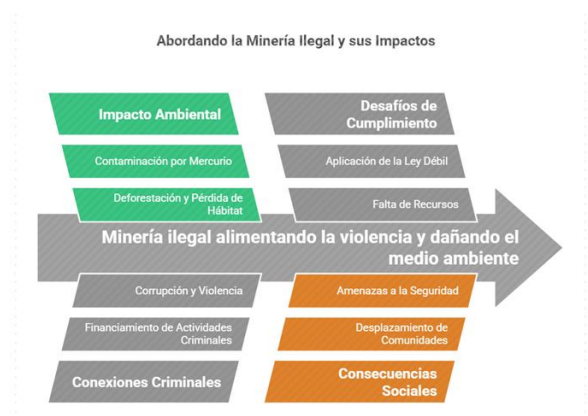 Abordando la Minería Ilegal y sus Impactos
Impacto Ambiental
Contaminación por Mercurio
Deforestación y Pérdida de
Hábitat
Desafíos de
Cumplimiento
Aplicación de la Ley Débil
Falta de Recursos
Minería ilegal alimentando la violencia y dañando el
medio ambiente
Corrupción y Violencia
Financiamiento de Actividades
Criminales
Conexiones Criminales
Amenazas a la Seguridad
Desplazamiento de
Comunidades
Consecuencias
Sociales